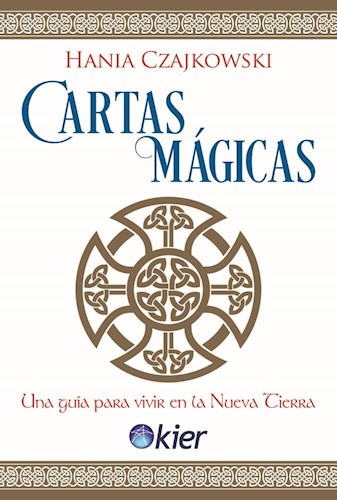 Hania Czajkowski
Cartas
Mágicas
Una guía para vivir en la Nueva Tierra
kier